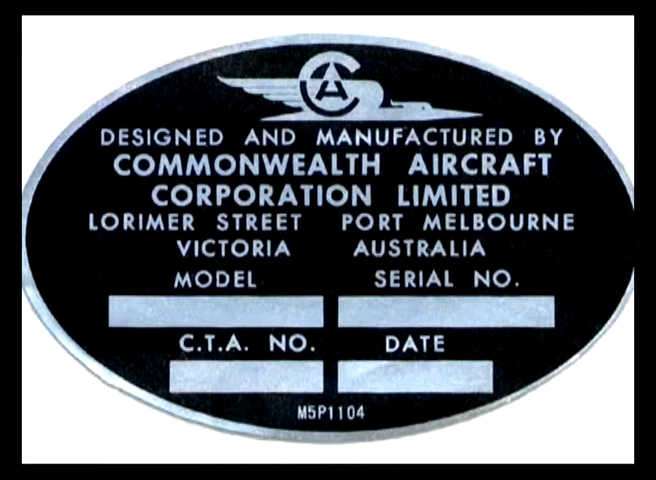 CAC
DESIGNED AND MANUFACTURED BY
COMMONWEALTH AIRCRAFT
CORPORATION LIMITED
LORIMER STREET PORT MELBOURNE
VICTORIA AUSTRALIA
MODEL SERIAL NO.
C.T.A. NO. DATE
M5P1104